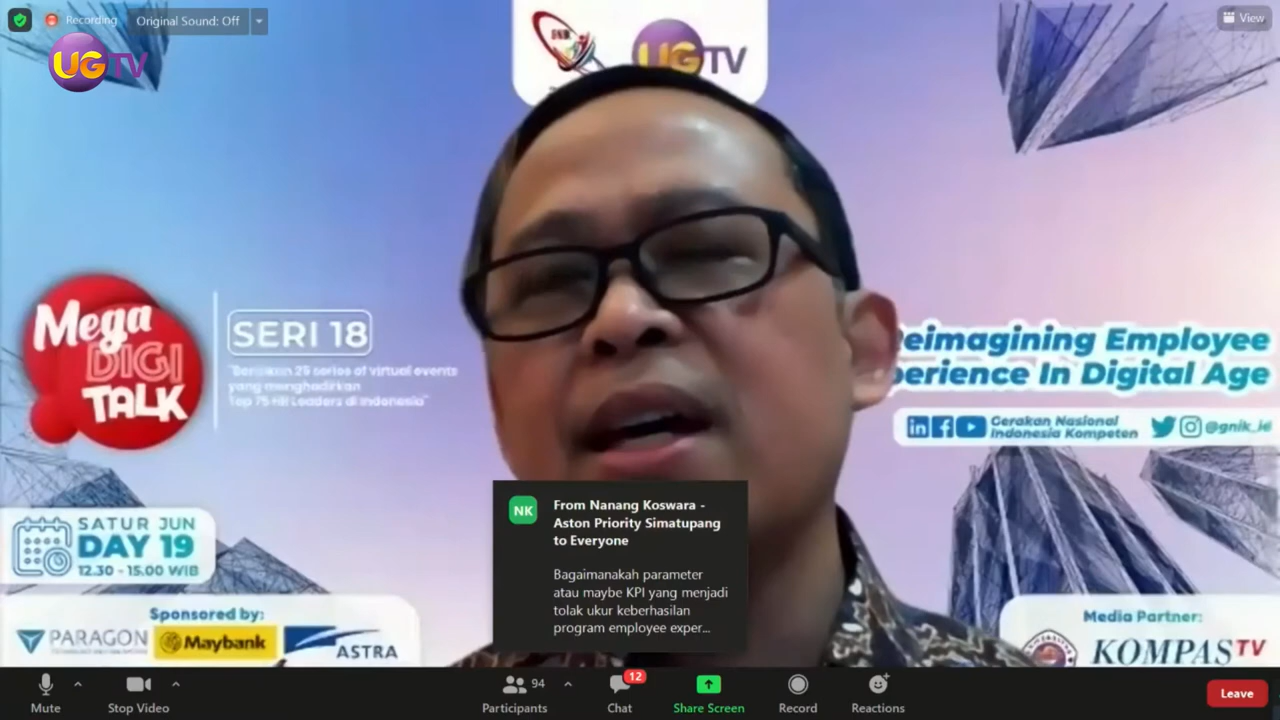 Recording
Original Sound: Off
View
UGTV
GNIK
UGTV
Mega
DIGI
TALK
SERI 18
"Berisikan 25 series of virtual events
yang menghadirkan
Top 75 HR Leaders di Indonesia"
eimagining Employee
perience In Digital Age
Gerakan Nasional
Indonesia Kompeten
@gnik_id
SATUR JUN
DAY 19
12.30 - 15.00 WIB
Sponsored by:
PARAGON
Maybank
ASTRA
Media Partner:
KOMPASTV
NK
From Nanang Koswara -
Aston Priority Simatupang
to Everyone
Bagaimanakah parameter
atau maybe KPI yang menjadi
tolak ukur keberhasilan
program employee exper...
Mute
Stop Video
94
Participants
12
Chat
Share Screen
Record
Reactions
Leave